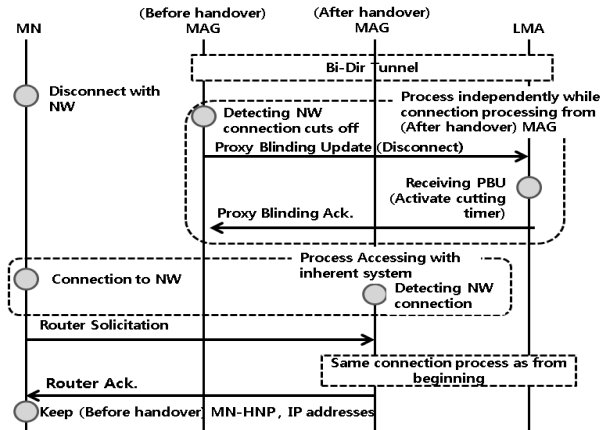 (Before handover)
(After handover)
MN
MAG
MAG
LMA
Bi-Dir Tunnel
Disconnect with
NW
Process independently while
connection processing from
(After handover) MAG
Detecting NW
connection cuts off
Proxy Blinding Update (Disconnect)
Receiving PBU
(Activate cutting
timer)
Proxy Blinding Ack.
Process Accessing with
inherent system
Connection to NW
Detecting NW
connection
Router Solicitation
Same connection process as from
beginning
Router Ack.
Keep (Before handover) MN-HNP, IP addresses